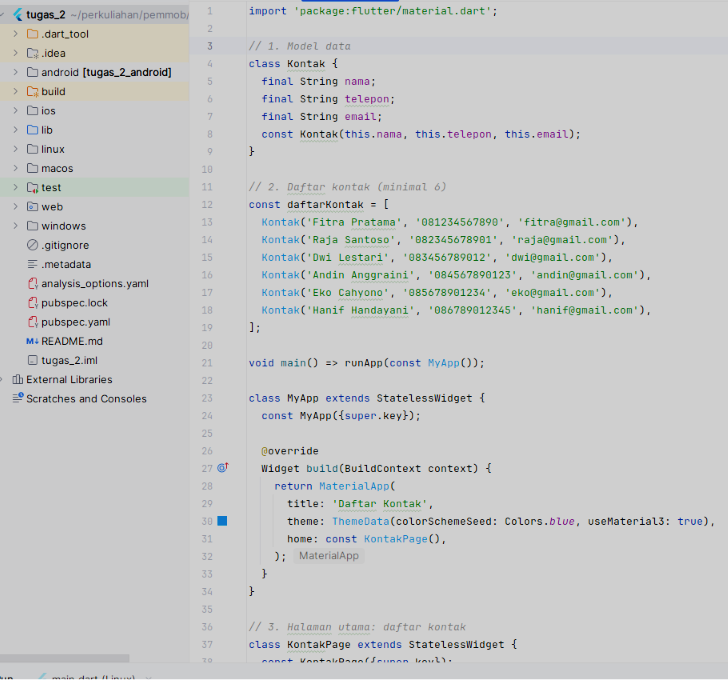 tugas_2 ~/perkuliahan/pemmob/
.dart_tool
.idea
android [tugas_2_android]
build
ios
lib
linux
macos
test
web
windows
.gitignore
.metadata
analysis_options.yaml
pubspec.lock
pubspec.yaml
M↓ README.md
tugas_2.iml
External Libraries
Scratches and Consoles
1 import 'package:flutter/material.dart';
2
3 // 1. Model data
4 class Kontak {
5 final String nama;
6 final String telepon;
7 final String email;
8 const Kontak(this.nama, this.telepon, this.email);
9 }
10
11 // 2. Daftar kontak (minimal 6)
12 const daftarKontak = [
13 Kontak('Fitra Pratama', '081234567890', 'fitra@gmail.com'),
14 Kontak('Raja Santoso', '082345678901', 'raja@gmail.com'),
15 Kontak('Dwi Lestari', '083456789012', 'dwi@gmail.com'),
16 Kontak('Andin Anggraini', '084567890123', 'andin@gmail.com'),
17 Kontak('Eko Cahyono', '085678901234', 'eko@gmail.com'),
18 Kontak('Hanif Handayani', '086789012345', 'hanif@gmail.com'),
19 ];
20
21 void main() => runApp(const MyApp());
22
23 class MyApp extends StatelessWidget {
24 const MyApp({super.key});
25
26 @override
27 Widget build(BuildContext context) {
28 return MaterialApp(
29 title: 'Daftar Kontak',
30 theme: ThemeData(colorSchemeSeed: Colors.blue, useMaterial3: true),
31 home: const KontakPage(),
32 ); MaterialApp
33 }
34 }
35
36 // 3. Halaman utama: daftar kontak
37 class KontakPage extends StatelessWidget {
38 const KontakPage({super.key});
main.dart (Linux)